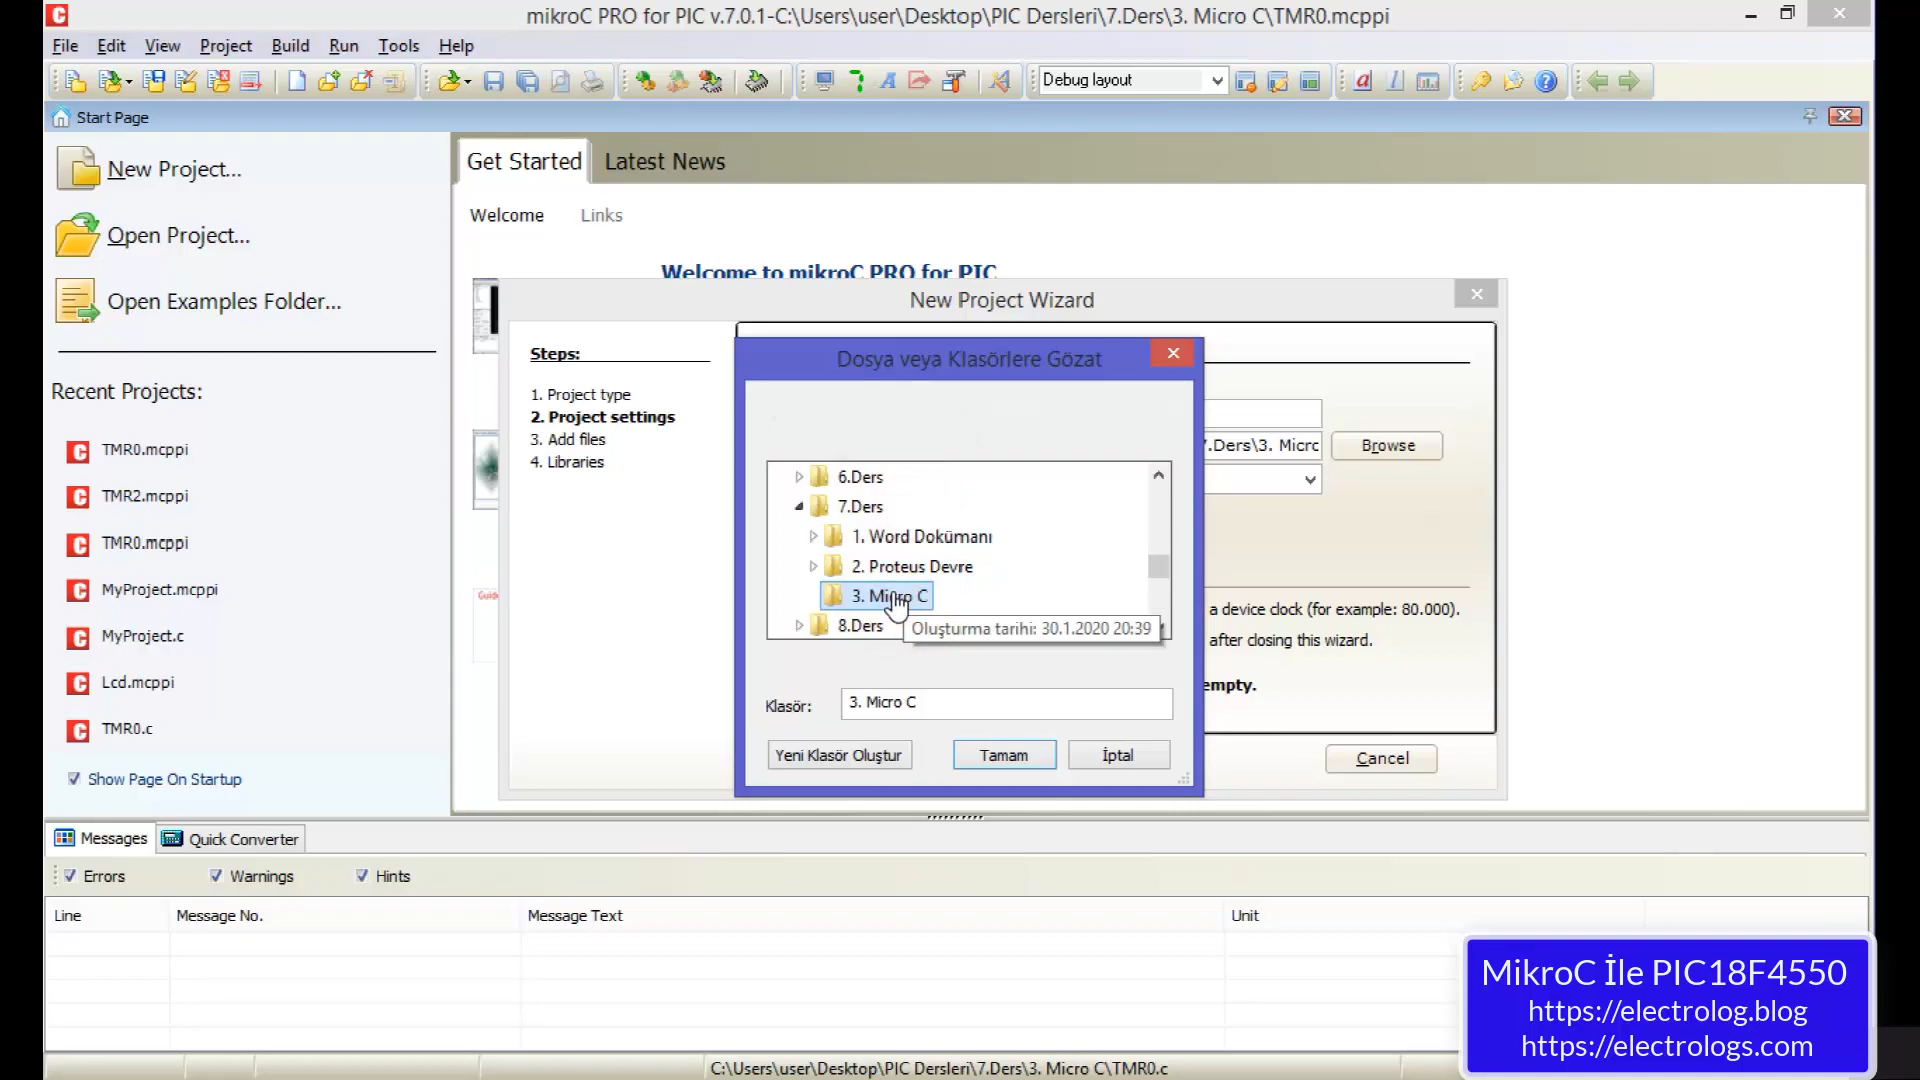 mikroC PRO for PIC v.7.0.1-C:\Users\user\Desktop\PIC Dersleri\7.Ders\3. Micro C\TMR0.mcppi
File Edit View Project Build Run Tools Help
Debug layout
Start Page
New Project...
Open Project...
Open Examples Folder...
Recent Projects:
TMR0.mcppi
TMR2.mcppi
TMR0.mcppi
MyProject.mcppi
MyProject.c
Lcd.mcppi
TMR0.c
Show Page On Startup
Get Started Latest News
Welcome Links
Welcome to mikroC PRO for PIC
New Project Wizard
Steps:
1. Project type
2. Project settings
3. Add files
4. Libraries
Dosya veya Klasörlere Gözat
6.Ders
7.Ders
1. Word Dokümanı
2. Proteus Devre
3. Micro C
8.Ders
Oluşturma tarihi: 30.1.2020 20:39
Klasör: 3. Micro C
Yeni Klasör Oluştur Tamam İptal
7.Ders\3. Micrc Browse
a device clock (for example: 80.000).
after closing this wizard.
empty.
Cancel
Messages Quick Converter
Errors Warnings Hints
Line Message No. Message Text Unit
C:\Users\user\Desktop\PIC Dersleri\7.Ders\3. Micro C\TMR0.c
MikroC İle PIC18F4550
https://electrolog.blog
https://electrologs.com